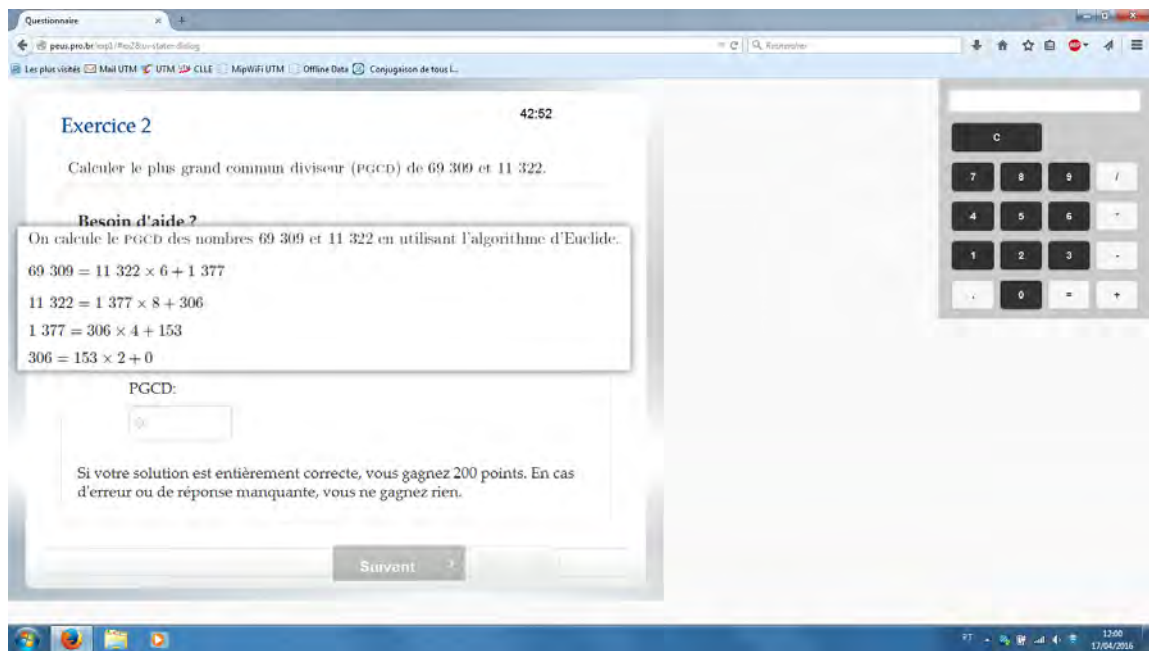 Questionnaire
peus.pro.br
Les plus visités Mail UTM UTM CLLE MipWiFi UTM Offline Data Conjugaison de tous l...
Exercice 2
42:52
Calculer le plus grand commun diviseur (PGCD) de 69 309 et 11 322.
Besoin d'aide ?
On calcule le PGCD des nombres 69 309 et 11 322 en utilisant l'algorithme d'Euclide.
69 309 = 11 322 × 6 + 1 377
11 322 = 1 377 × 8 + 306
1 377 = 306 × 4 + 153
306 = 153 × 2 + 0
PGCD:
Si votre solution est entièrement correcte, vous gagnez 200 points. En cas
d'erreur ou de réponse manquante, vous ne gagnez rien.
Suivant
C
7 8 9 /
4 5 6
1 2 3 -
. 0 = +
PT
12:00
17/04/2016